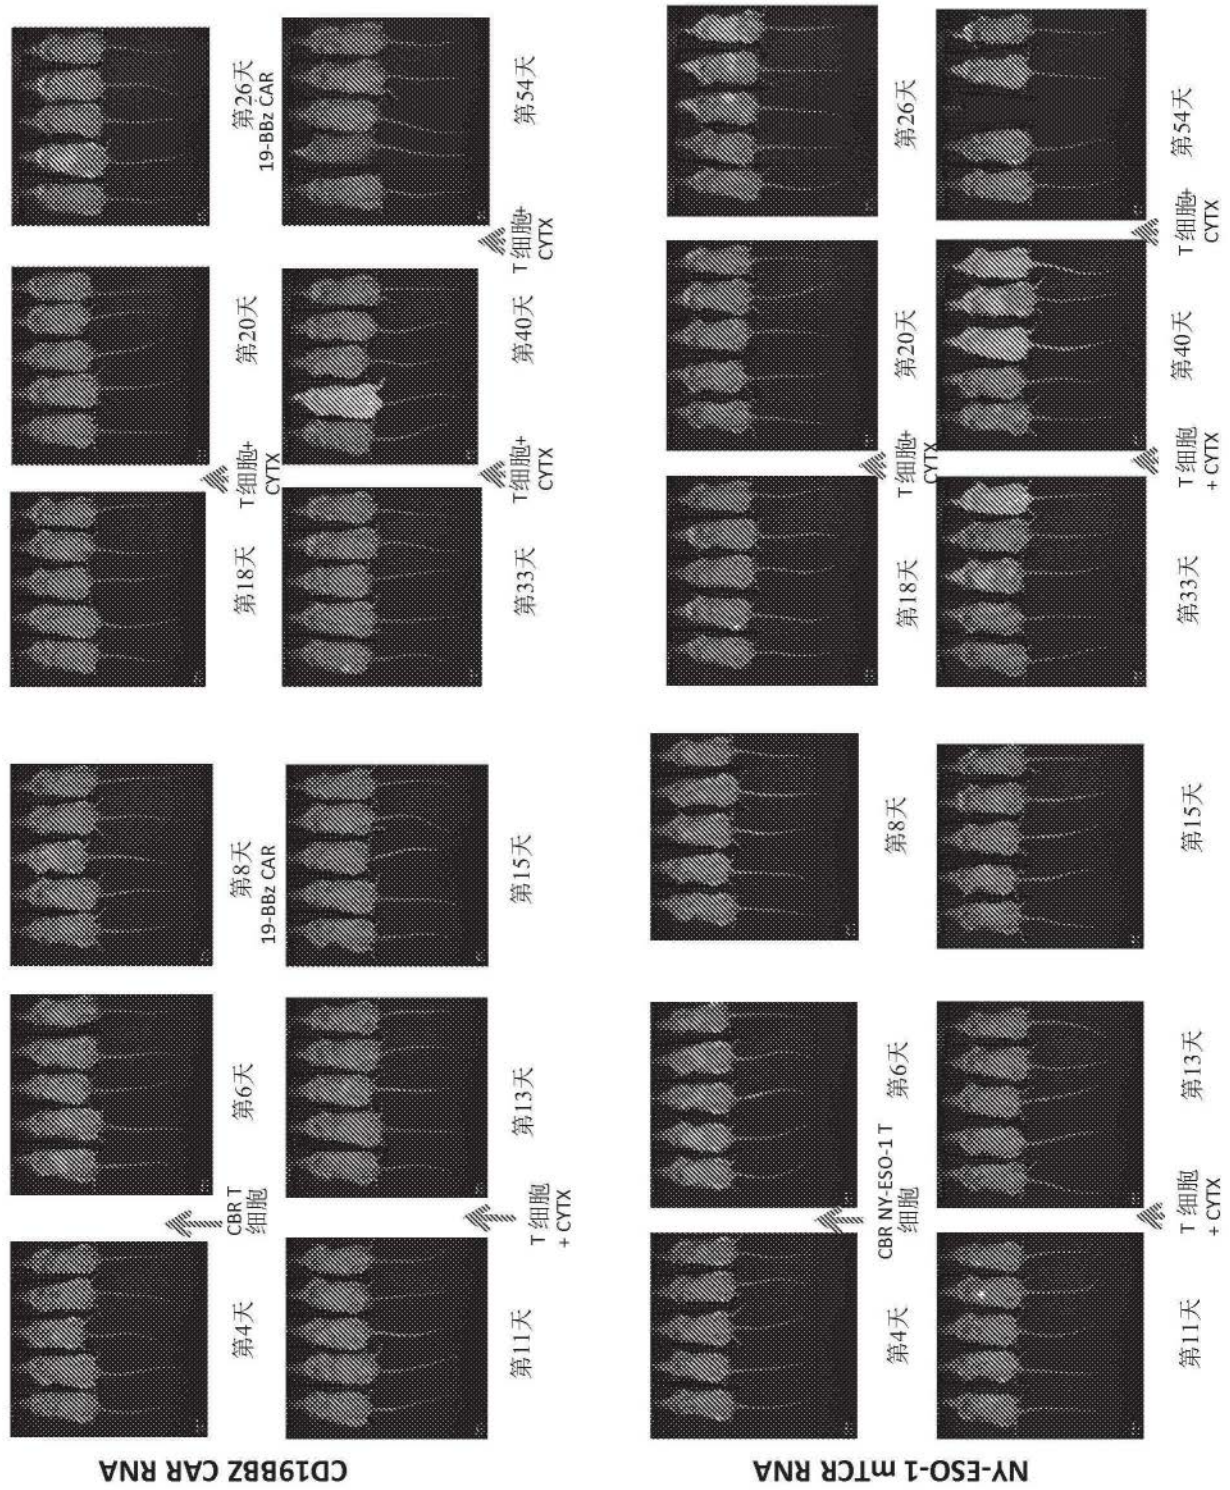 CD19BBZ CAR RNA
第4天
CBR T
细胞
第6天
第8天
19-BBz CAR
第18天
T 细胞+
CYTX
第20天
第26天
19-BBz CAR
第11天
T 细胞
+ CYTX
第13天
第15天
第33天
T 细胞+
CYTX
第40天
T 细胞+
CYTX
第54天
NY-ESO-1 mTCR RNA
第4天
CBR NY-ESO-1 T
细胞
第6天
第8天
第18天
T 细胞+
CYTX
第20天
第26天
第11天
T 细胞
+ CYTX
第13天
第15天
第33天
T 细胞
+ CYTX
第40天
T 细胞+
CYTX
第54天